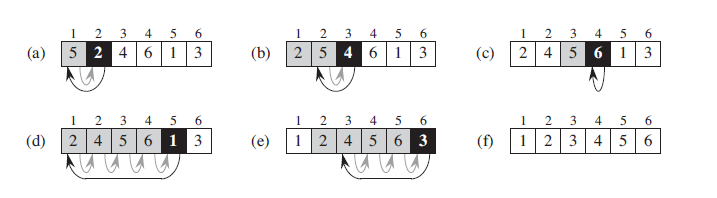 1 2 3 4 5 6
(a) 5 2 4 6 1 3
1 2 3 4 5 6
(b) 2 5 4 6 1 3
1 2 3 4 5 6
(c) 2 4 5 6 1 3
1 2 3 4 5 6
(d) 2 4 5 6 1 3
1 2 3 4 5 6
(e) 1 2 4 5 6 3
1 2 3 4 5 6
(f) 1 2 3 4 5 6